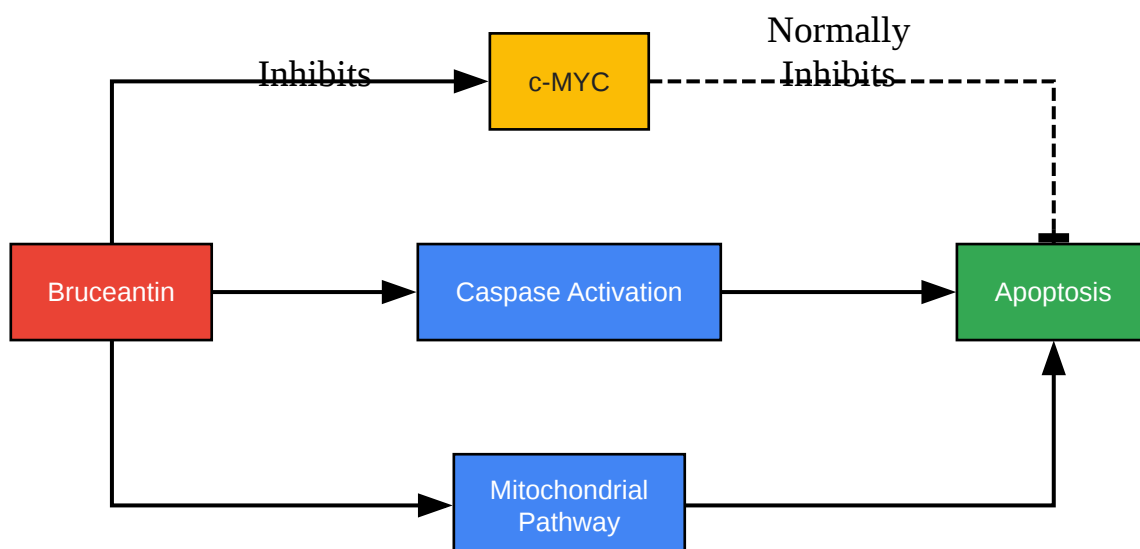 Normally
Inhibits
Inhibits
c-MYC
Bruceantin
Caspase Activation
Apoptosis
Mitochondrial
Pathway